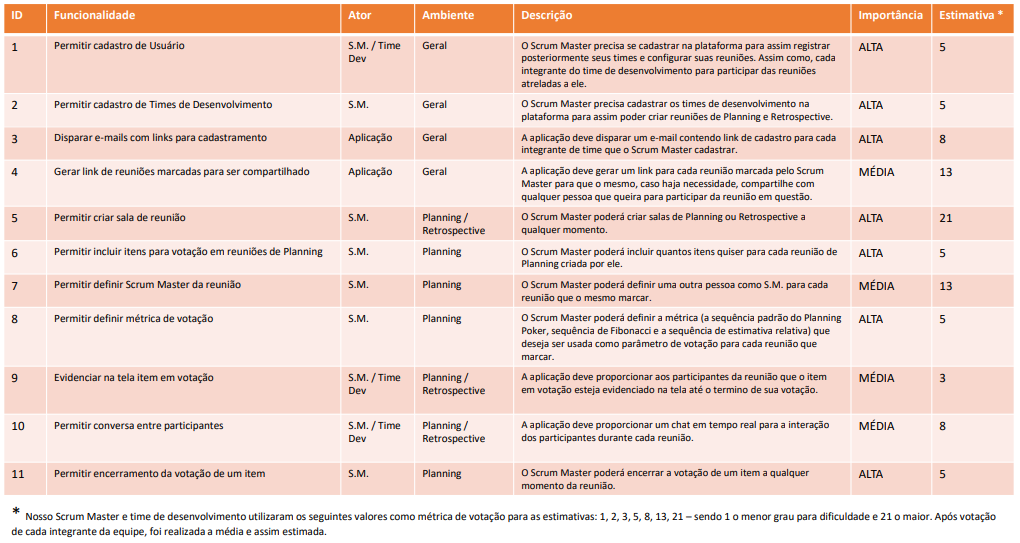 ID Funcionalidade Ator Ambiente Descrição Importância Estimativa *
1 Permitir cadastro de Usuário S.M. / Time Geral O Scrum Master precisa se cadastrar na plataforma para assim registrar ALTA 5
Dev posteriormente seus times e configurar suas reuniões. Assim como, cada
integrante do time de desenvolvimento para participar das reuniões
atreladas a ele.
2 Permitir cadastro de Times de Desenvolvimento S.M. Geral O Scrum Master precisa cadastrar os times de desenvolvimento na ALTA 5
plataforma para assim poder criar reuniões de Planning e Retrospective.
3 Disparar e-mails com links para cadastramento Aplicação Geral A aplicação deve disparar um e-mail contendo link de cadastro para cada ALTA 8
integrante de time que o Scrum Master cadastrar.
4 Gerar link de reuniões marcadas para ser compartilhado Aplicação Geral A aplicação deve gerar um link para cada reunião marcada pelo Scrum MÉDIA 13
Master para que o mesmo, caso haja necessidade, compartilhe com
qualquer pessoa que queira para participar da reunião em questão.
5 Permitir criar sala de reunião S.M. Planning / O Scrum Master poderá criar salas de Planning ou Retrospective a ALTA 21
Retrospective qualquer momento.
6 Permitir incluir itens para votação em reuniões de Planning S.M. Planning O Scrum Master poderá incluir quantos itens quiser para cada reunião de ALTA 5
Planning criada por ele.
7 Permitir definir Scrum Master da reunião S.M. Planning O Scrum Master poderá definir uma outra pessoa como S.M. para cada MÉDIA 13
reunião que o mesmo marcar.
8 Permitir definir métrica de votação S.M. Planning O Scrum Master poderá definir a métrica (a sequência padrão do Planning ALTA 5
Poker, sequência de Fibonacci e a sequência de estimativa relativa) que
deseja ser usada como parâmetro de votação para cada reunião que
marcar.
9 Evidenciar na tela item em votação S.M. / Time Planning / A aplicação deve proporcionar aos participantes da reunião que o item MÉDIA 3
Dev Retrospective em votação esteja evidenciado na tela até o termino de sua votação.
10 Permitir conversa entre participantes S.M. / Time Planning / A aplicação deve proporcionar um chat em tempo real para a interação MÉDIA 8
Dev Retrospective dos participantes durante cada reunião.
11 Permitir encerramento da votação de um item S.M. Planning O Scrum Master poderá encerrar a votação de um item a qualquer ALTA 5
momento da reunião.
* Nosso Scrum Master e time de desenvolvimento utilizaram os seguintes valores como métrica de votação para as estimativas: 1, 2, 3, 5, 8, 13, 21 – sendo 1 o menor grau para dificuldade e 21 o maior. Após votação
de cada integrante da equipe, foi realizada a média e assim estimada.